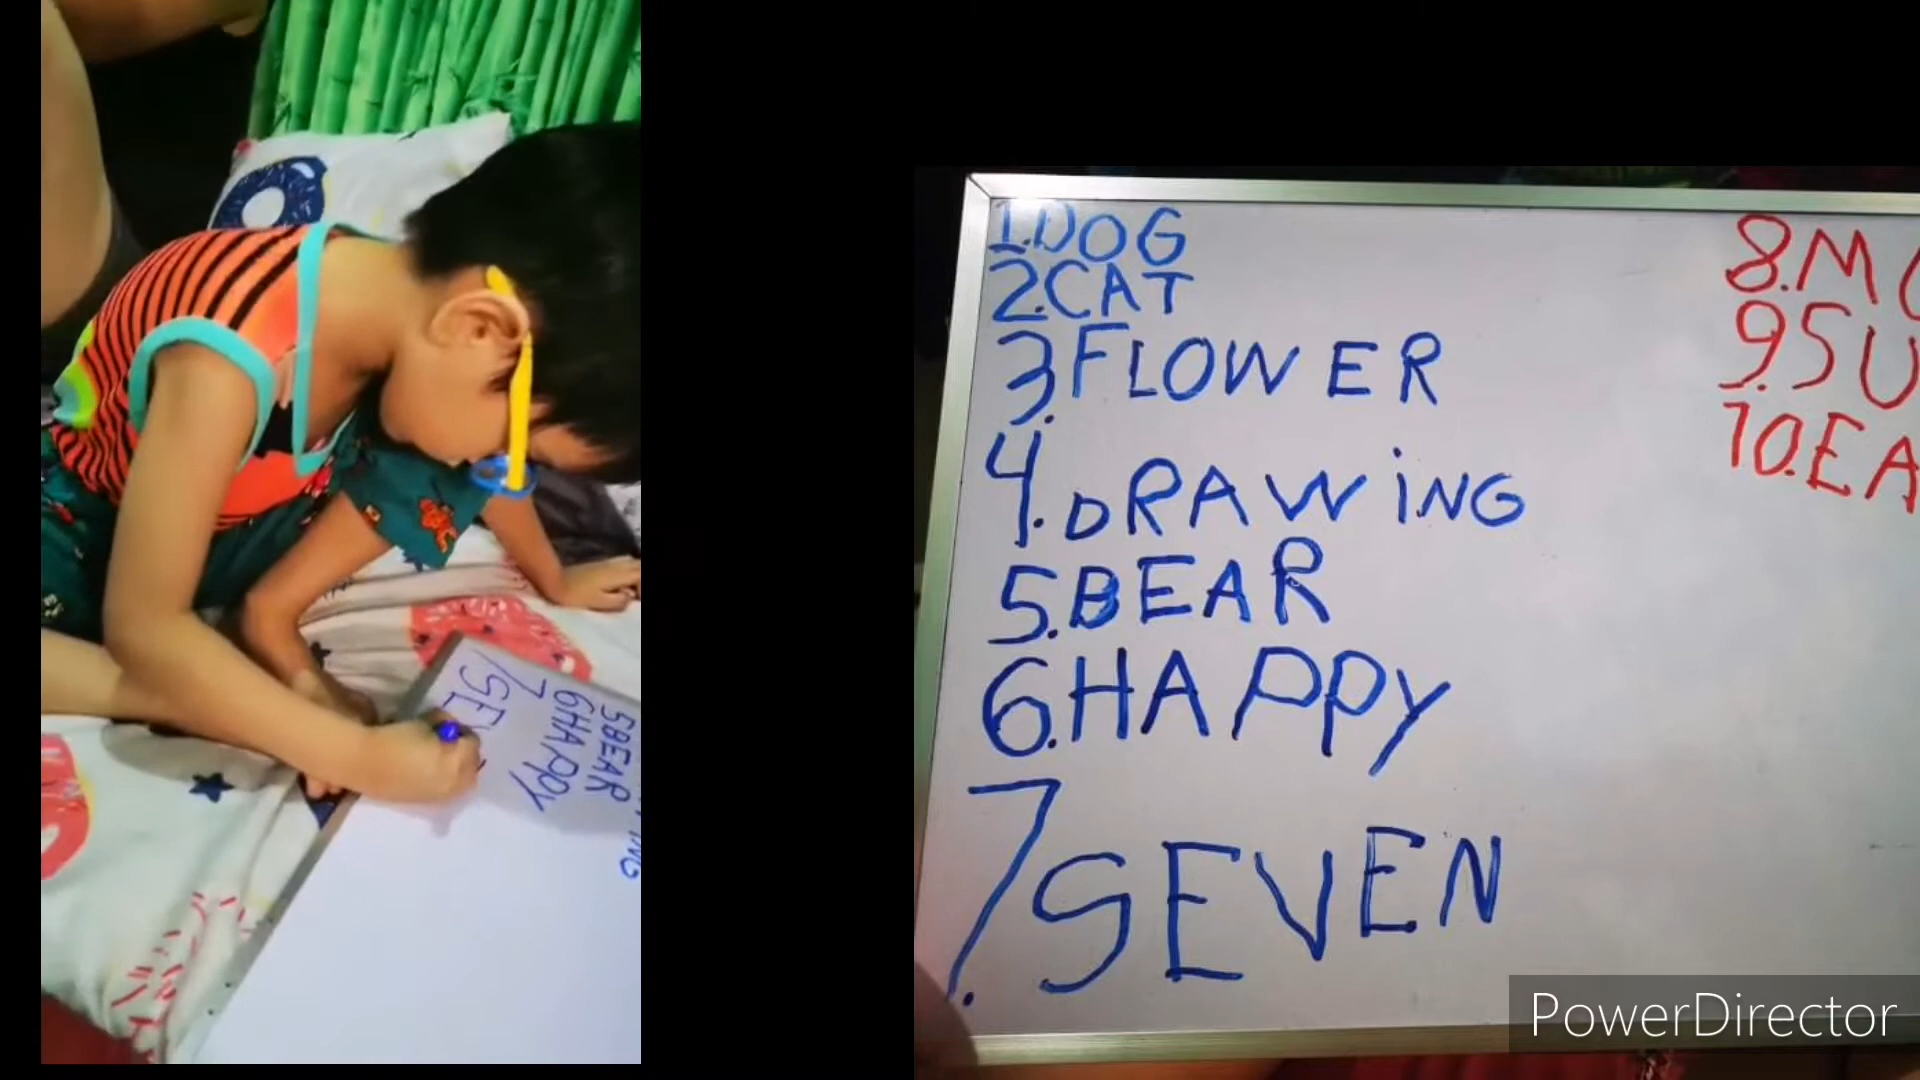 1.DOG
2.CAT
3.FLOWER
4.DRAWiNG
5.BEAR
6.HAPPY
7.SEVEN
8.M
9.SU
10.EA
5BEAR
6HAPPY
7SEV
PowerDirector